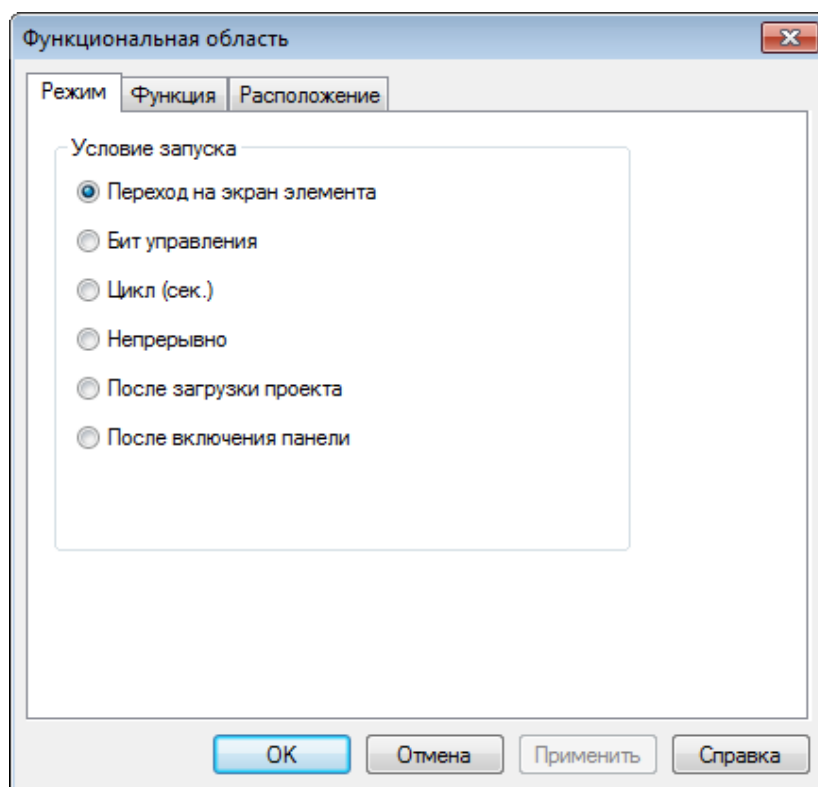 Функциональная область
Режим Функция Расположение
Условие запуска
Переход на экран элемента
Бит управления
Цикл (сек.)
Непрерывно
После загрузки проекта
После включения панели
OK Отмена Применить Справка